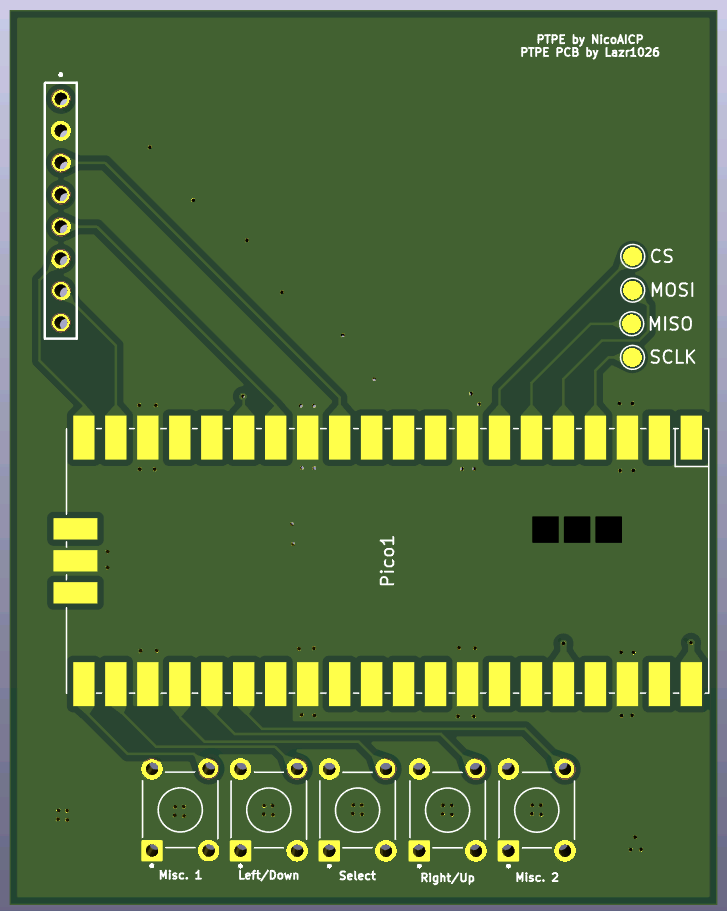 PTPE by NicoAICP
PTPE PCB by Lazr1026
CS
MOSI
MISO
SCLK
Pico1
Misc. 1
Left/Down
Select
Right/Up
Misc. 2